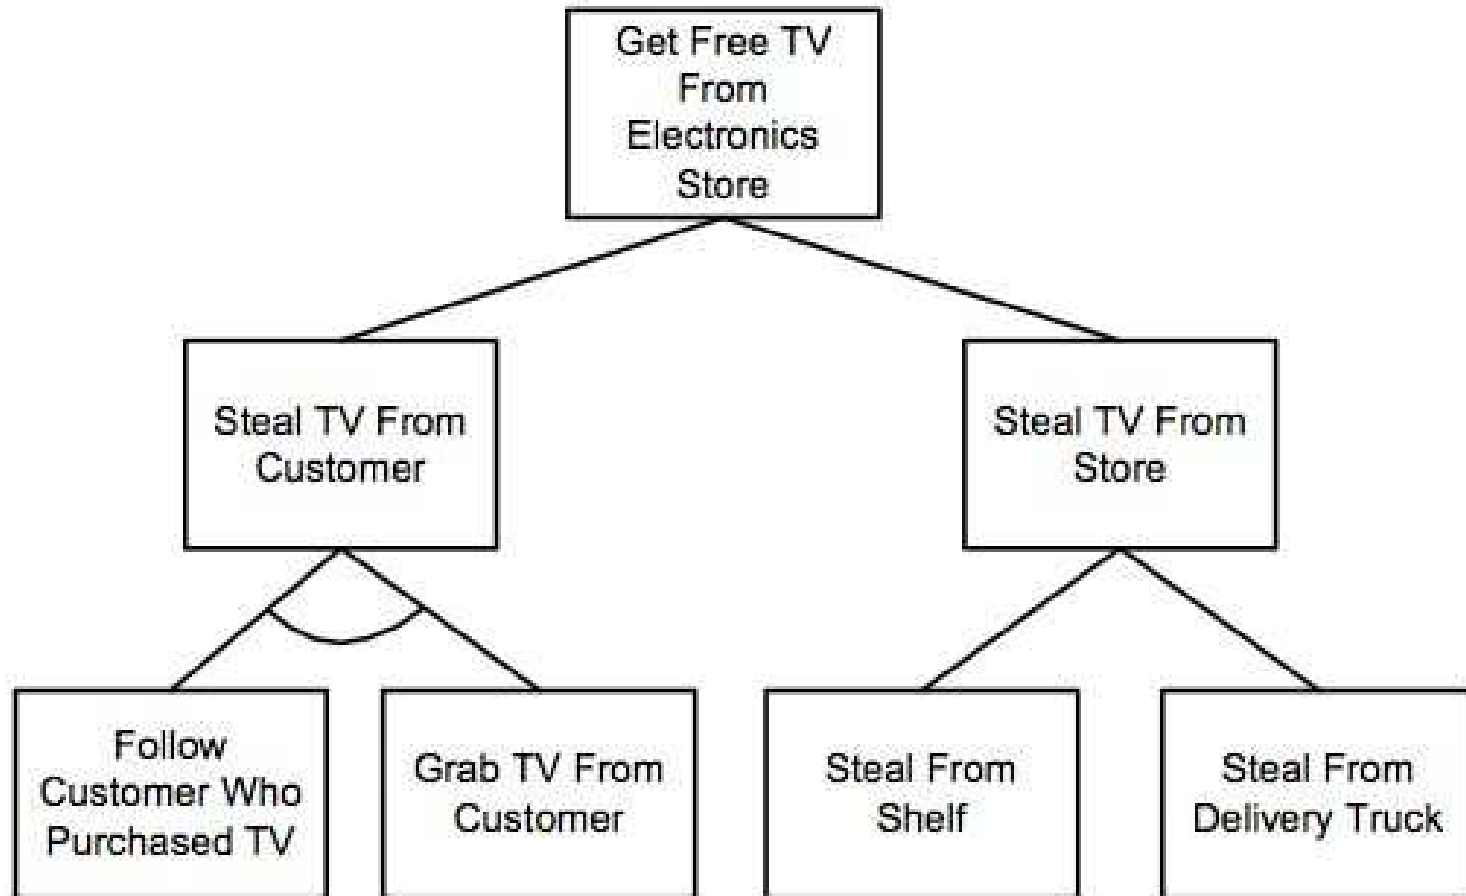 Get Free TV
From
Electronics
Store
Steal TV From
Customer
Steal TV From
Store
Follow
Customer Who
Purchased TV
Grab TV From
Customer
Steal From
Shelf
Steal From
Delivery Truck